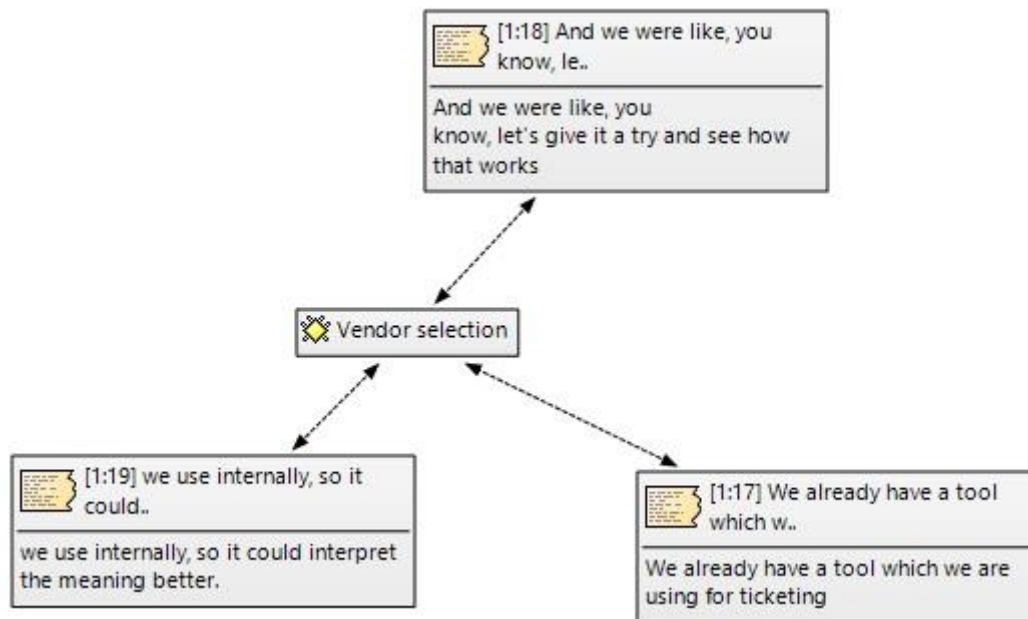 [1:18] And we were like, you
know, le..
And we were like, you
know, let's give it a try and see how
that works
Vendor selection
[1:19] we use internally, so it
could..
we use internally, so it could interpret
the meaning better.
[1:17] We already have a tool
which w..
We already have a tool which we are
using for ticketing